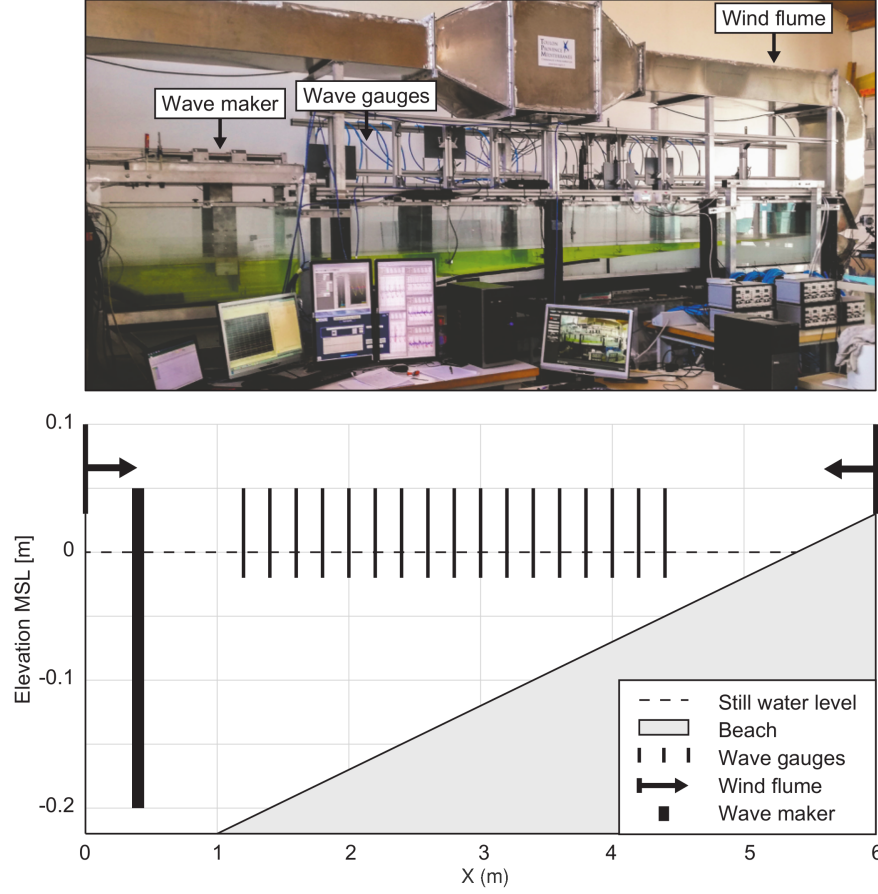 Wind flume
Wave maker
Wave gauges
0.1
0
-0.1
-0.2
Elevation MSL [m]
Still water level
Beach
Wave gauges
Wind flume
Wave maker
0 1 2 3 4 5 6
X (m)